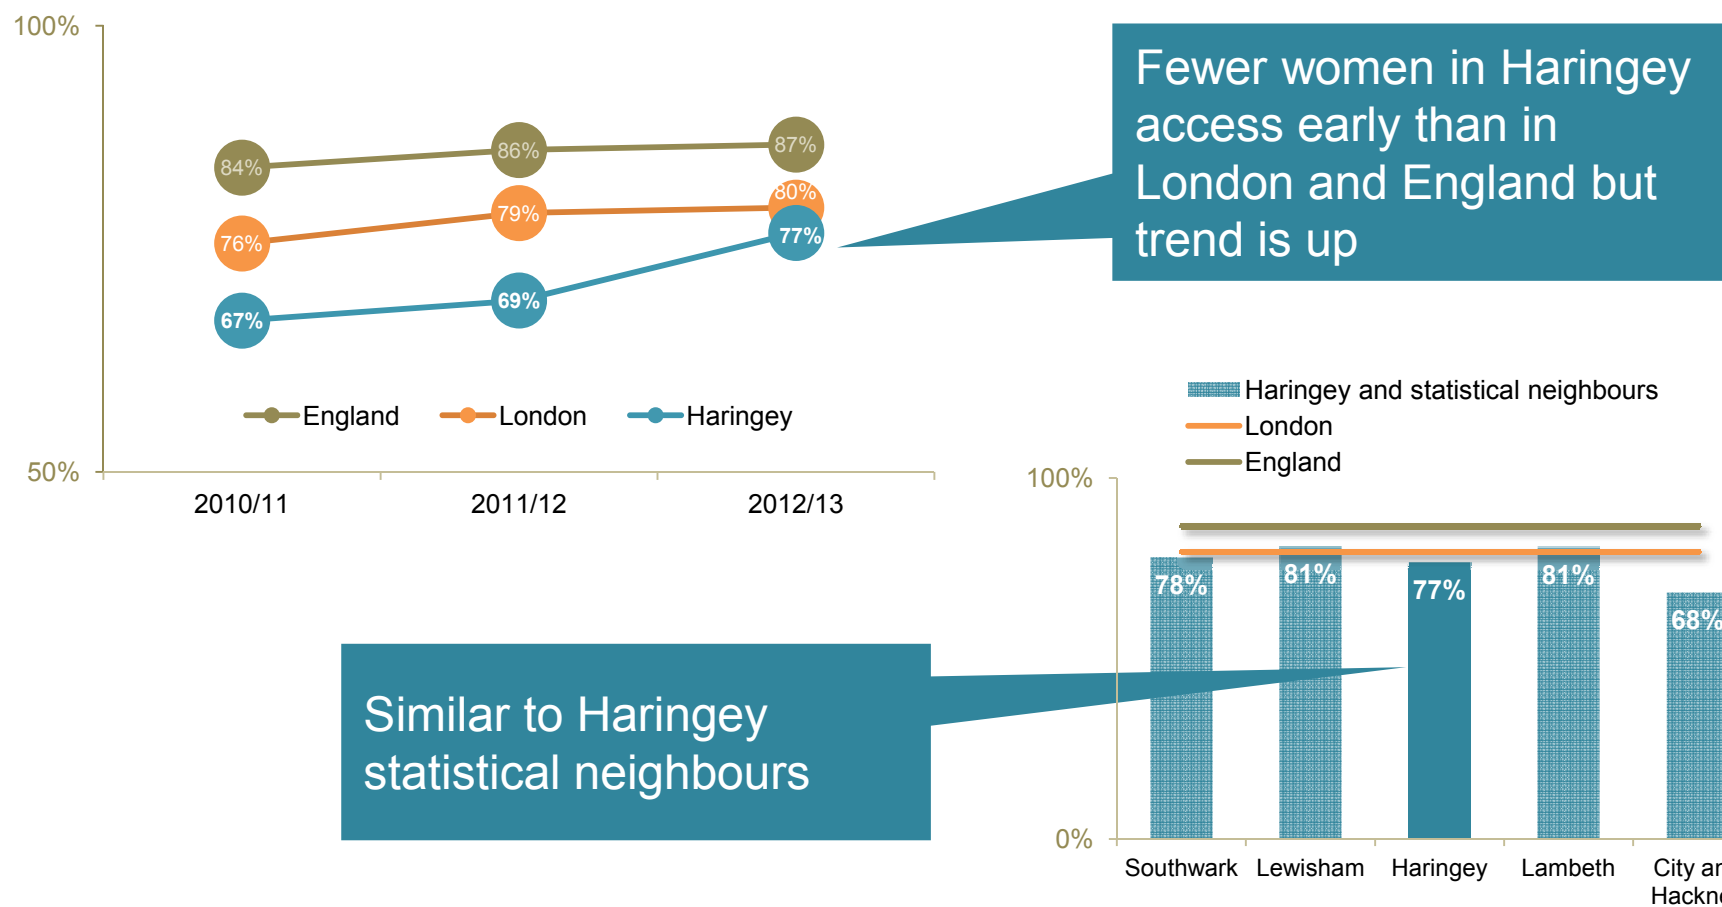 100%
84%
86%
87%
76%
79%
80%
67%
69%
77%
England
London
Haringey
50%
2010/11
2011/12
2012/13
Fewer women in Haringey
access early than in
London and England but
trend is up
Similar to Haringey
statistical neighbours
Haringey and statistical neighbours
London
England
100%
78%
81%
77%
81%
68%
0%
Southwark
Lewisham
Haringey
Lambeth
City